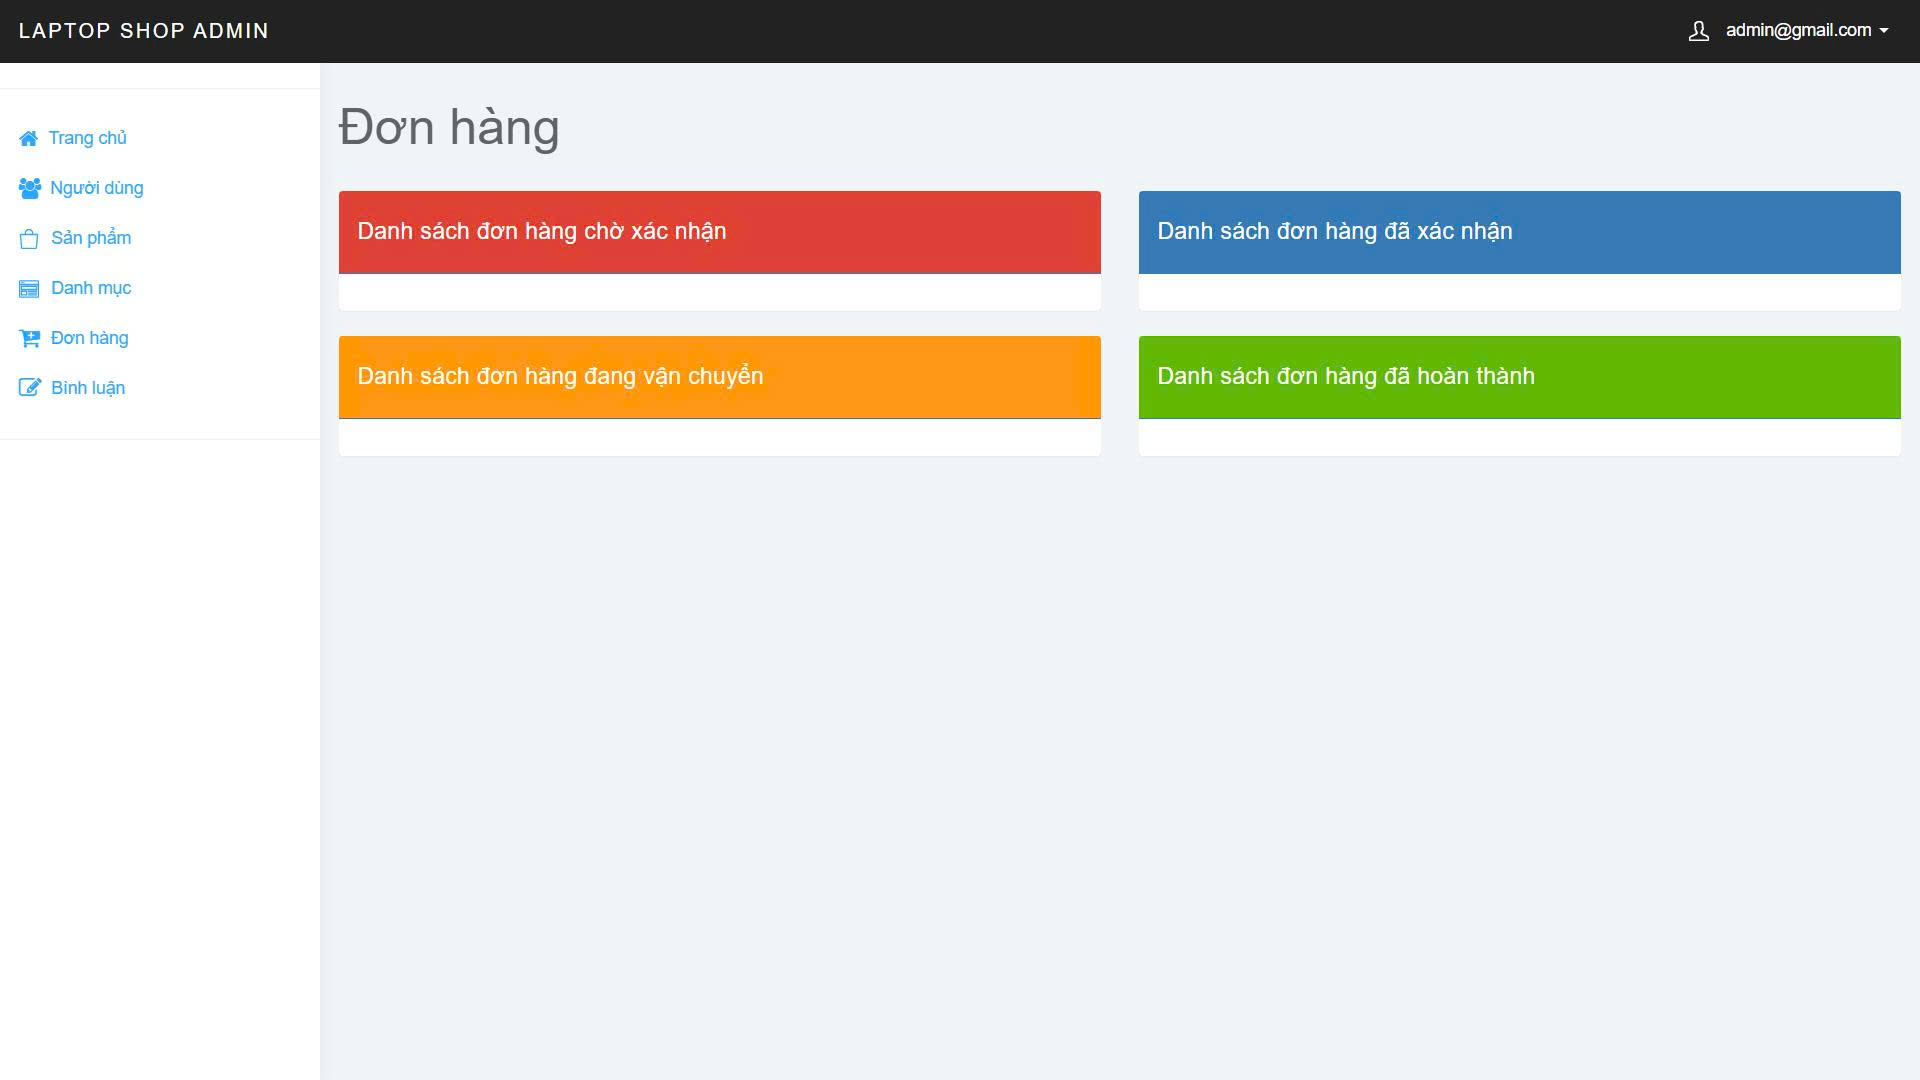 LAPTOP SHOP ADMIN
admin@gmail.com
Trang chủ
Người dùng
Sản phẩm
Danh mục
Đơn hàng
Bình luận
Đơn hàng
Danh sách đơn hàng chờ xác nhận
Danh sách đơn hàng đã xác nhận
Danh sách đơn hàng đang vận chuyển
Danh sách đơn hàng đã hoàn thành